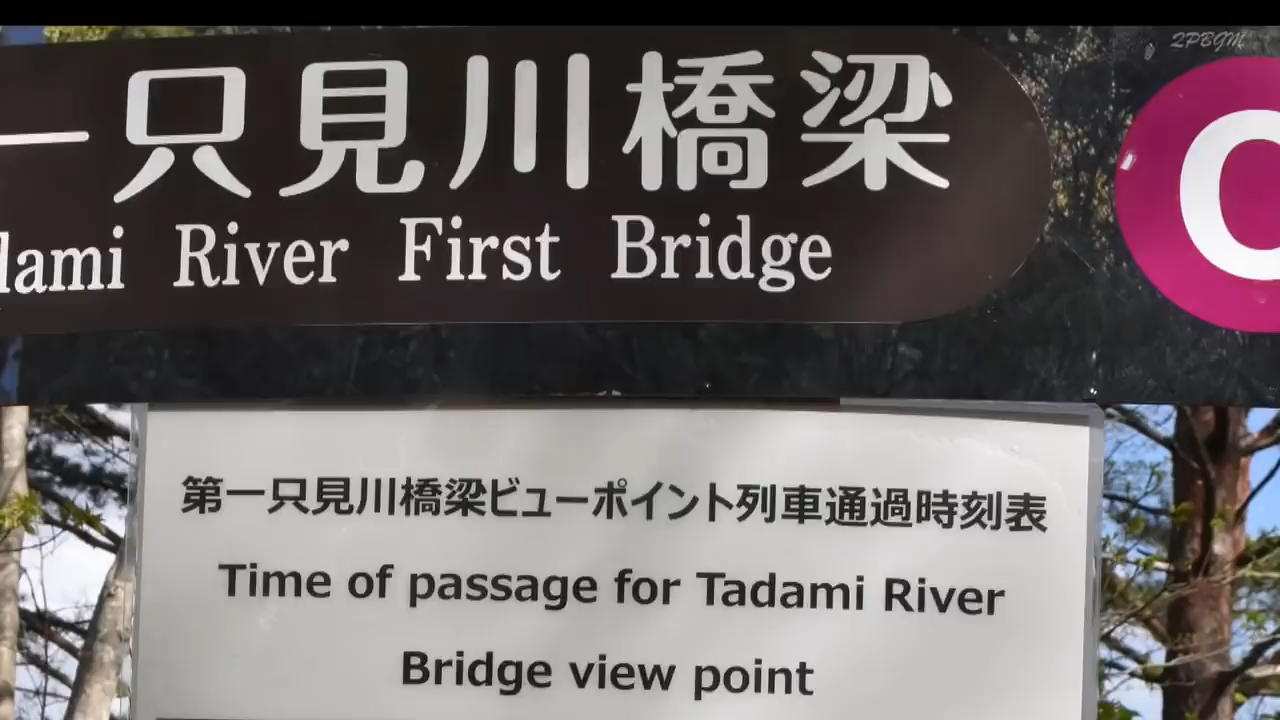 2PBGM
一只見川橋梁
dami River First Bridge
C
第一只見川橋梁ビューポイント列車通過時刻表
Time of passage for Tadami River
Bridge view point